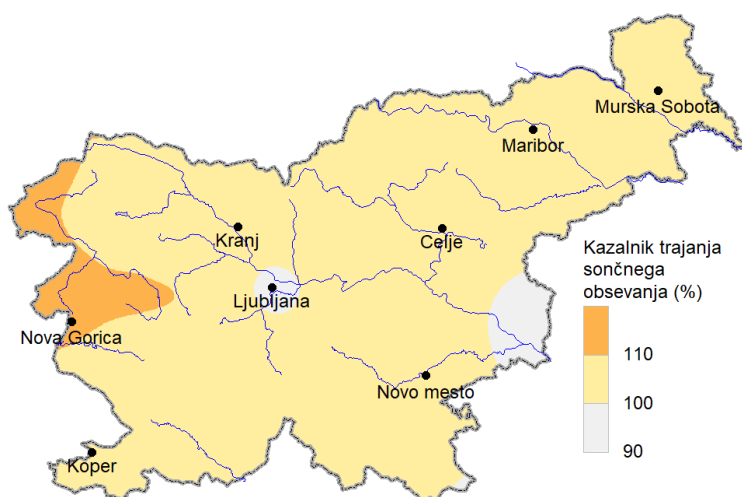 Murska Sobota
Maribor
Kranj
Celje
Ljubljana
Nova Gorica
Novo mesto
Koper
Kazalnik trajanja
sončnega
obsevanja (%)
110
100
90